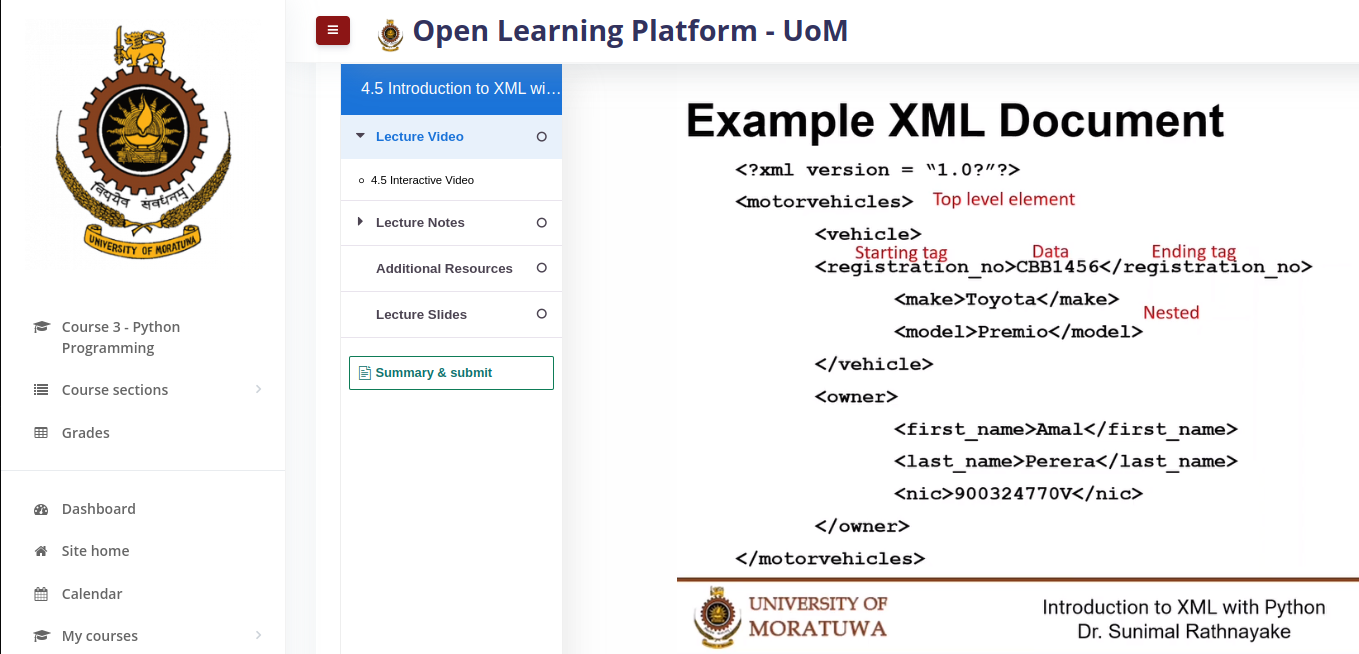 विद्ययैव सर्वधनम्।
UNIVERSITY OF MORATUWA
Course 3 - Python
Programming
Course sections
Grades
Dashboard
Site home
Calendar
My courses
Open Learning Platform - UoM
4.5 Introduction to XML wi...
Lecture Video
4.5 Interactive Video
Lecture Notes
Additional Resources
Lecture Slides
Summary & submit
Example XML Document
<?xml version = “1.0?”?>
<motorvehicles> Top level element
<vehicle>
Starting tag Data Ending tag
<registration_no>CBB1456</registration_no>
<make>Toyota</make>
Nested
<model>Premio</model>
</vehicle>
<owner>
<first_name>Amal</first_name>
<last_name>Perera</last_name>
<nic>900324770V</nic>
</owner>
</motorvehicles>
UNIVERSITY OF
MORATUWA
Introduction to XML with Python
Dr. Sunimal Rathnayake